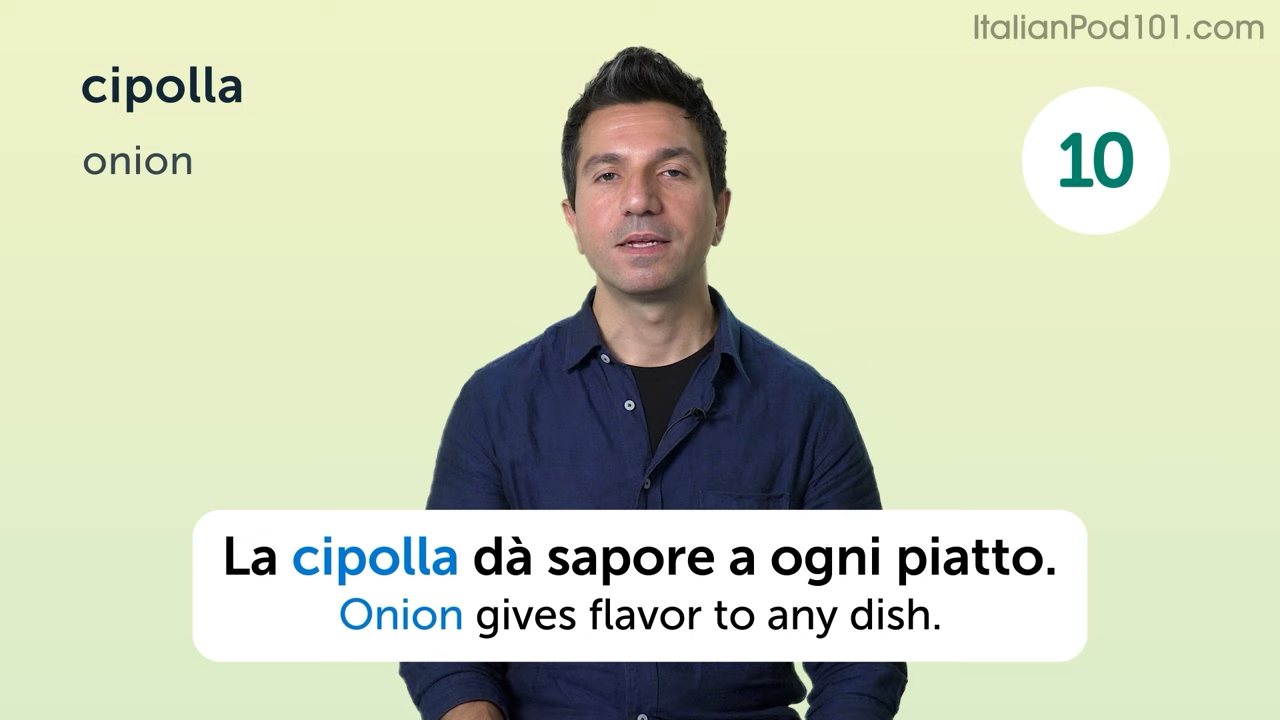 ItalianPod101.com
cipolla
onion
10
La cipolla dà sapore a ogni piatto.
Onion gives flavor to any dish.